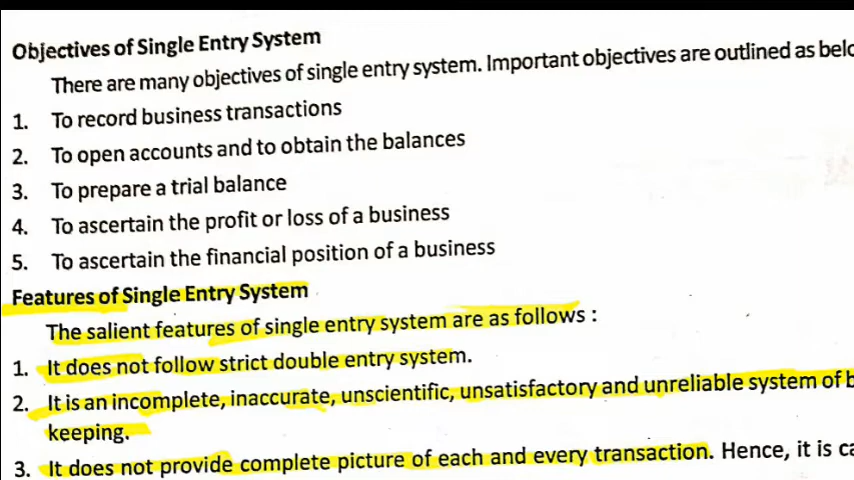 Objectives of Single Entry System
There are many objectives of single entry system. Important objectives are outlined as
1. To record business transactions
2. To open accounts and to obtain the balances
3. To prepare a trial balance
4. To ascertain the profit or loss of a business
5. To ascertain the financial position of a business
Features of Single Entry System
The salient features of single entry system are as follows :
1. It does not follow strict double entry system.
2. It is an incomplete, inaccurate, unscientific, unsatisfactory and unreliable system of
keeping.
3. It does not provide complete picture of each and every transaction. Hence, it is